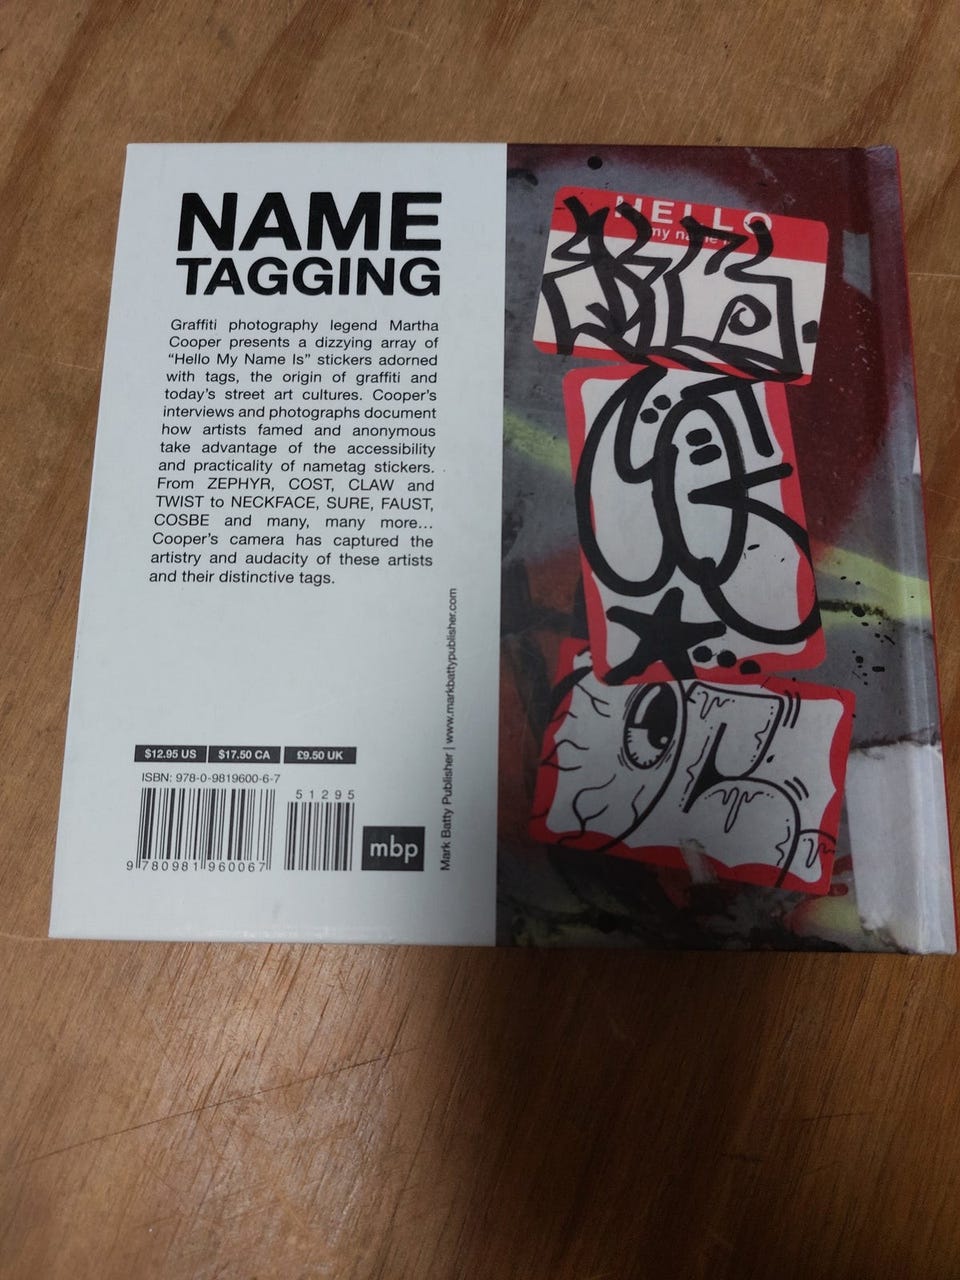 NAME
TAGGING
Graffiti photography legend Martha
Cooper presents a dizzying array of
“Hello My Name Is” stickers adorned
with tags, the origin of graffiti and
today’s street art cultures. Cooper’s
interviews and photographs document
how artists famed and anonymous
take advantage of the accessibility
and practicality of nametag stickers.
From ZEPHYR, COST, CLAW and
TWIST to NECKFACE, SURE, FAUST,
COSBE and many, many more...
Cooper’s camera has captured the
artistry and audacity of these artists
and their distinctive tags.
$12.95 US $17.50 CA £9.50 UK
ISBN: 978-0-9819600-6-7
51295
9 780981 960067
mbp
Mark Batty Publisher | www.markbattypublisher.com
HELLO
my name